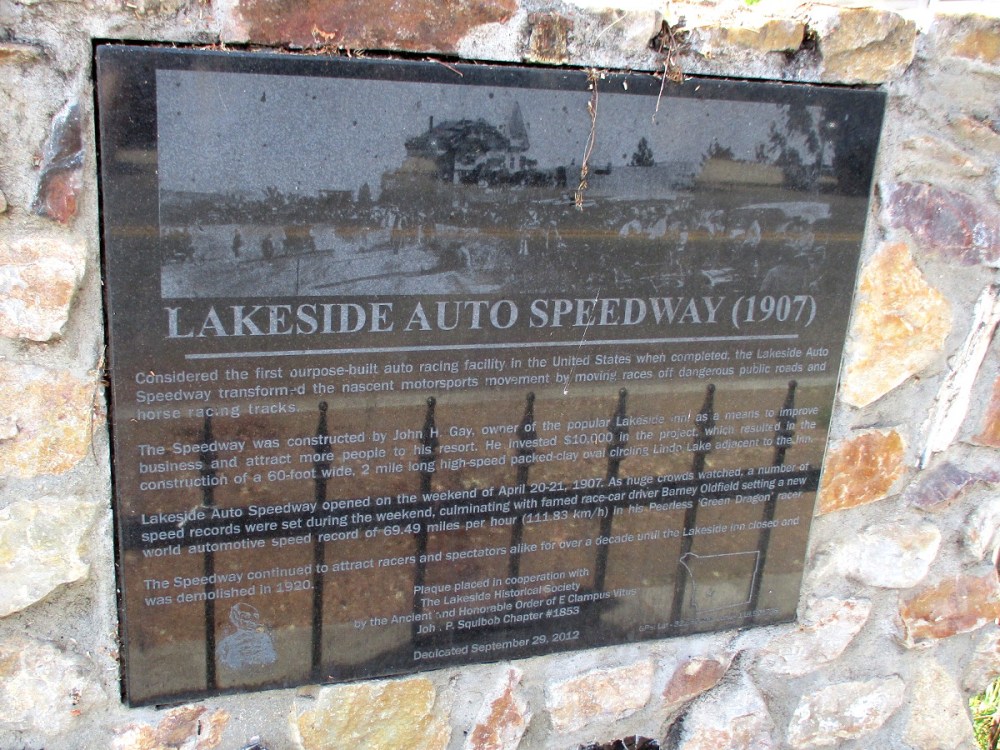 LAKESIDE AUTO SPEEDWAY (1907)
Considered the first purpose-built auto racing facility in the United States when completed, the Lakeside Auto
Speedway transformed the nascent motorsports movement by moving races off dangerous public roads and
horse racing tracks.
The Speedway was constructed by John H. Gay, owner of the popular Lakeside Inn as a means to improve
business and attract more people to his resort. He invested $10,000 in the project, which resulted in the
construction of a 60-foot wide, 2 mile long high-speed packed-clay oval circling Lindo Lake adjacent to the Inn.
Lakeside Auto Speedway opened on the weekend of April 20-21, 1907. As huge crowds watched, a number of
speed records were set during the weekend, culminating with famed race-car driver Barney Oldfield setting a new
world automotive speed record of 69.49 miles per hour (111.83 km/h) in his Peerless 'Green Dragon' racer.
The Speedway continued to attract racers and spectators alike for over a decade until the Lakeside Inn closed and
was demolished in 1920.
Plaque placed in cooperation with
The Lakeside Historical Society
by the Ancient and Honorable Order of E Clampus Vitus
John P. Squibob Chapter #1853
Dedicated September 29, 2012